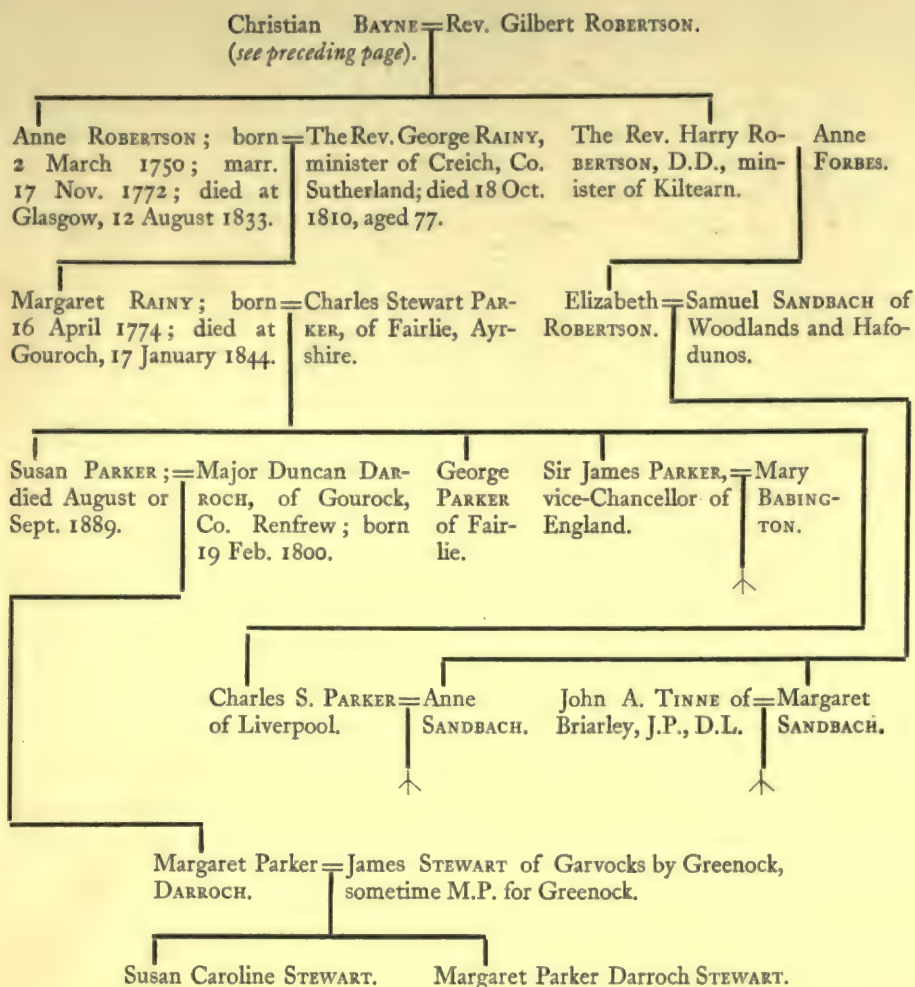 Christian BAYNE=Rev. Gilbert ROBERTSON.
(see preceding page).
Anne ROBERTSON; born=
2 March 1750; marr.
17 Nov. 1772; died at
Glasgow, 12 August 1833.
The Rev. George RAINY,
minister of Creich, Co.
Sutherland; died 18 Oct.
1810, aged 77.
The Rev. Harry Ro-
BERTSON, D.D., min-
ister of Kiltearn.
Anne
FORBES.
Margaret RAINY; born=
16 April 1774; died at
Gouroch, 17 January 1844.
Charles Stewart PAR-
KER, of Fairlie, Ayr-
shire.
Elizabeth=
ROBERTSON.
Samuel SANDBACH of
Woodlands and Hafo-
dunos.
Susan PARKER;=
died August or
Sept. 1889.
Major Duncan DAR-
ROCH, of Gourock,
Co. Renfrew; born
19 Feb. 1800.
George
PARKER
of Fair-
lie.
Sir James PARKER,=
vice-Chancellor of
England.
Mary
BABING-
TON.
Charles S. PARKER=
of Liverpool.
Anne
SANDBACH.
John A. TINNE of=
Briarley, J.P., D.L.
Margaret
SANDBACH.
Margaret Parker=
DARROCH.
James STEWART of Garvocks by Greenock,
sometime M.P. for Greenock.
Susan Caroline STEWART.
Margaret Parker Darroch STEWART.